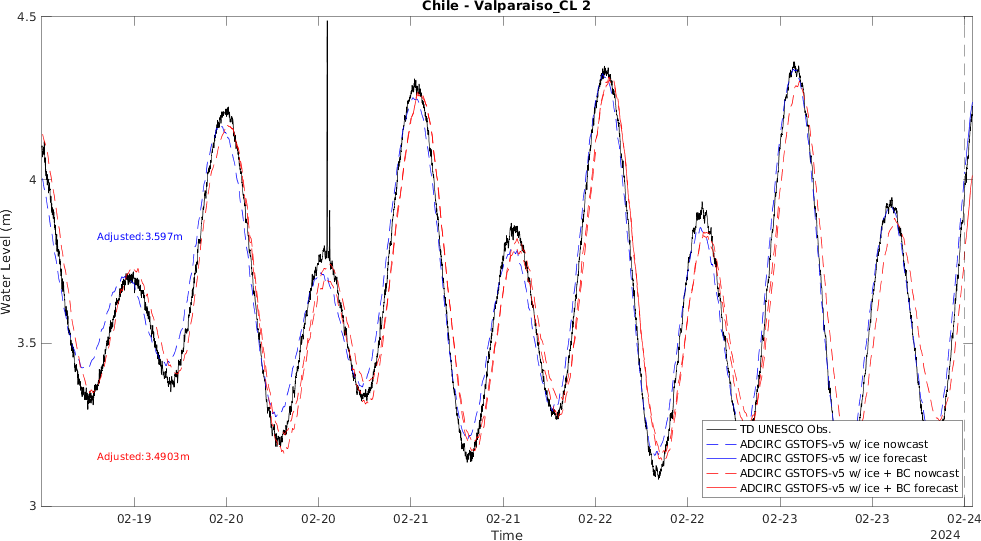 Chile - Valparaiso_CL 2
4.5
4
3.5
3
Water Level (m)
Adjusted:3.597m
Adjusted:3.4903m
TD UNESCO Obs.
ADCIRC GSTOFS-v5 w/ ice nowcast
ADCIRC GSTOFS-v5 w/ ice forecast
ADCIRC GSTOFS-v5 w/ ice + BC nowcast
ADCIRC GSTOFS-v5 w/ ice + BC forecast
02-19 02-20 02-20 02-21 02-21 02-22 02-22 02-23 02-23 02-24
Time
2024